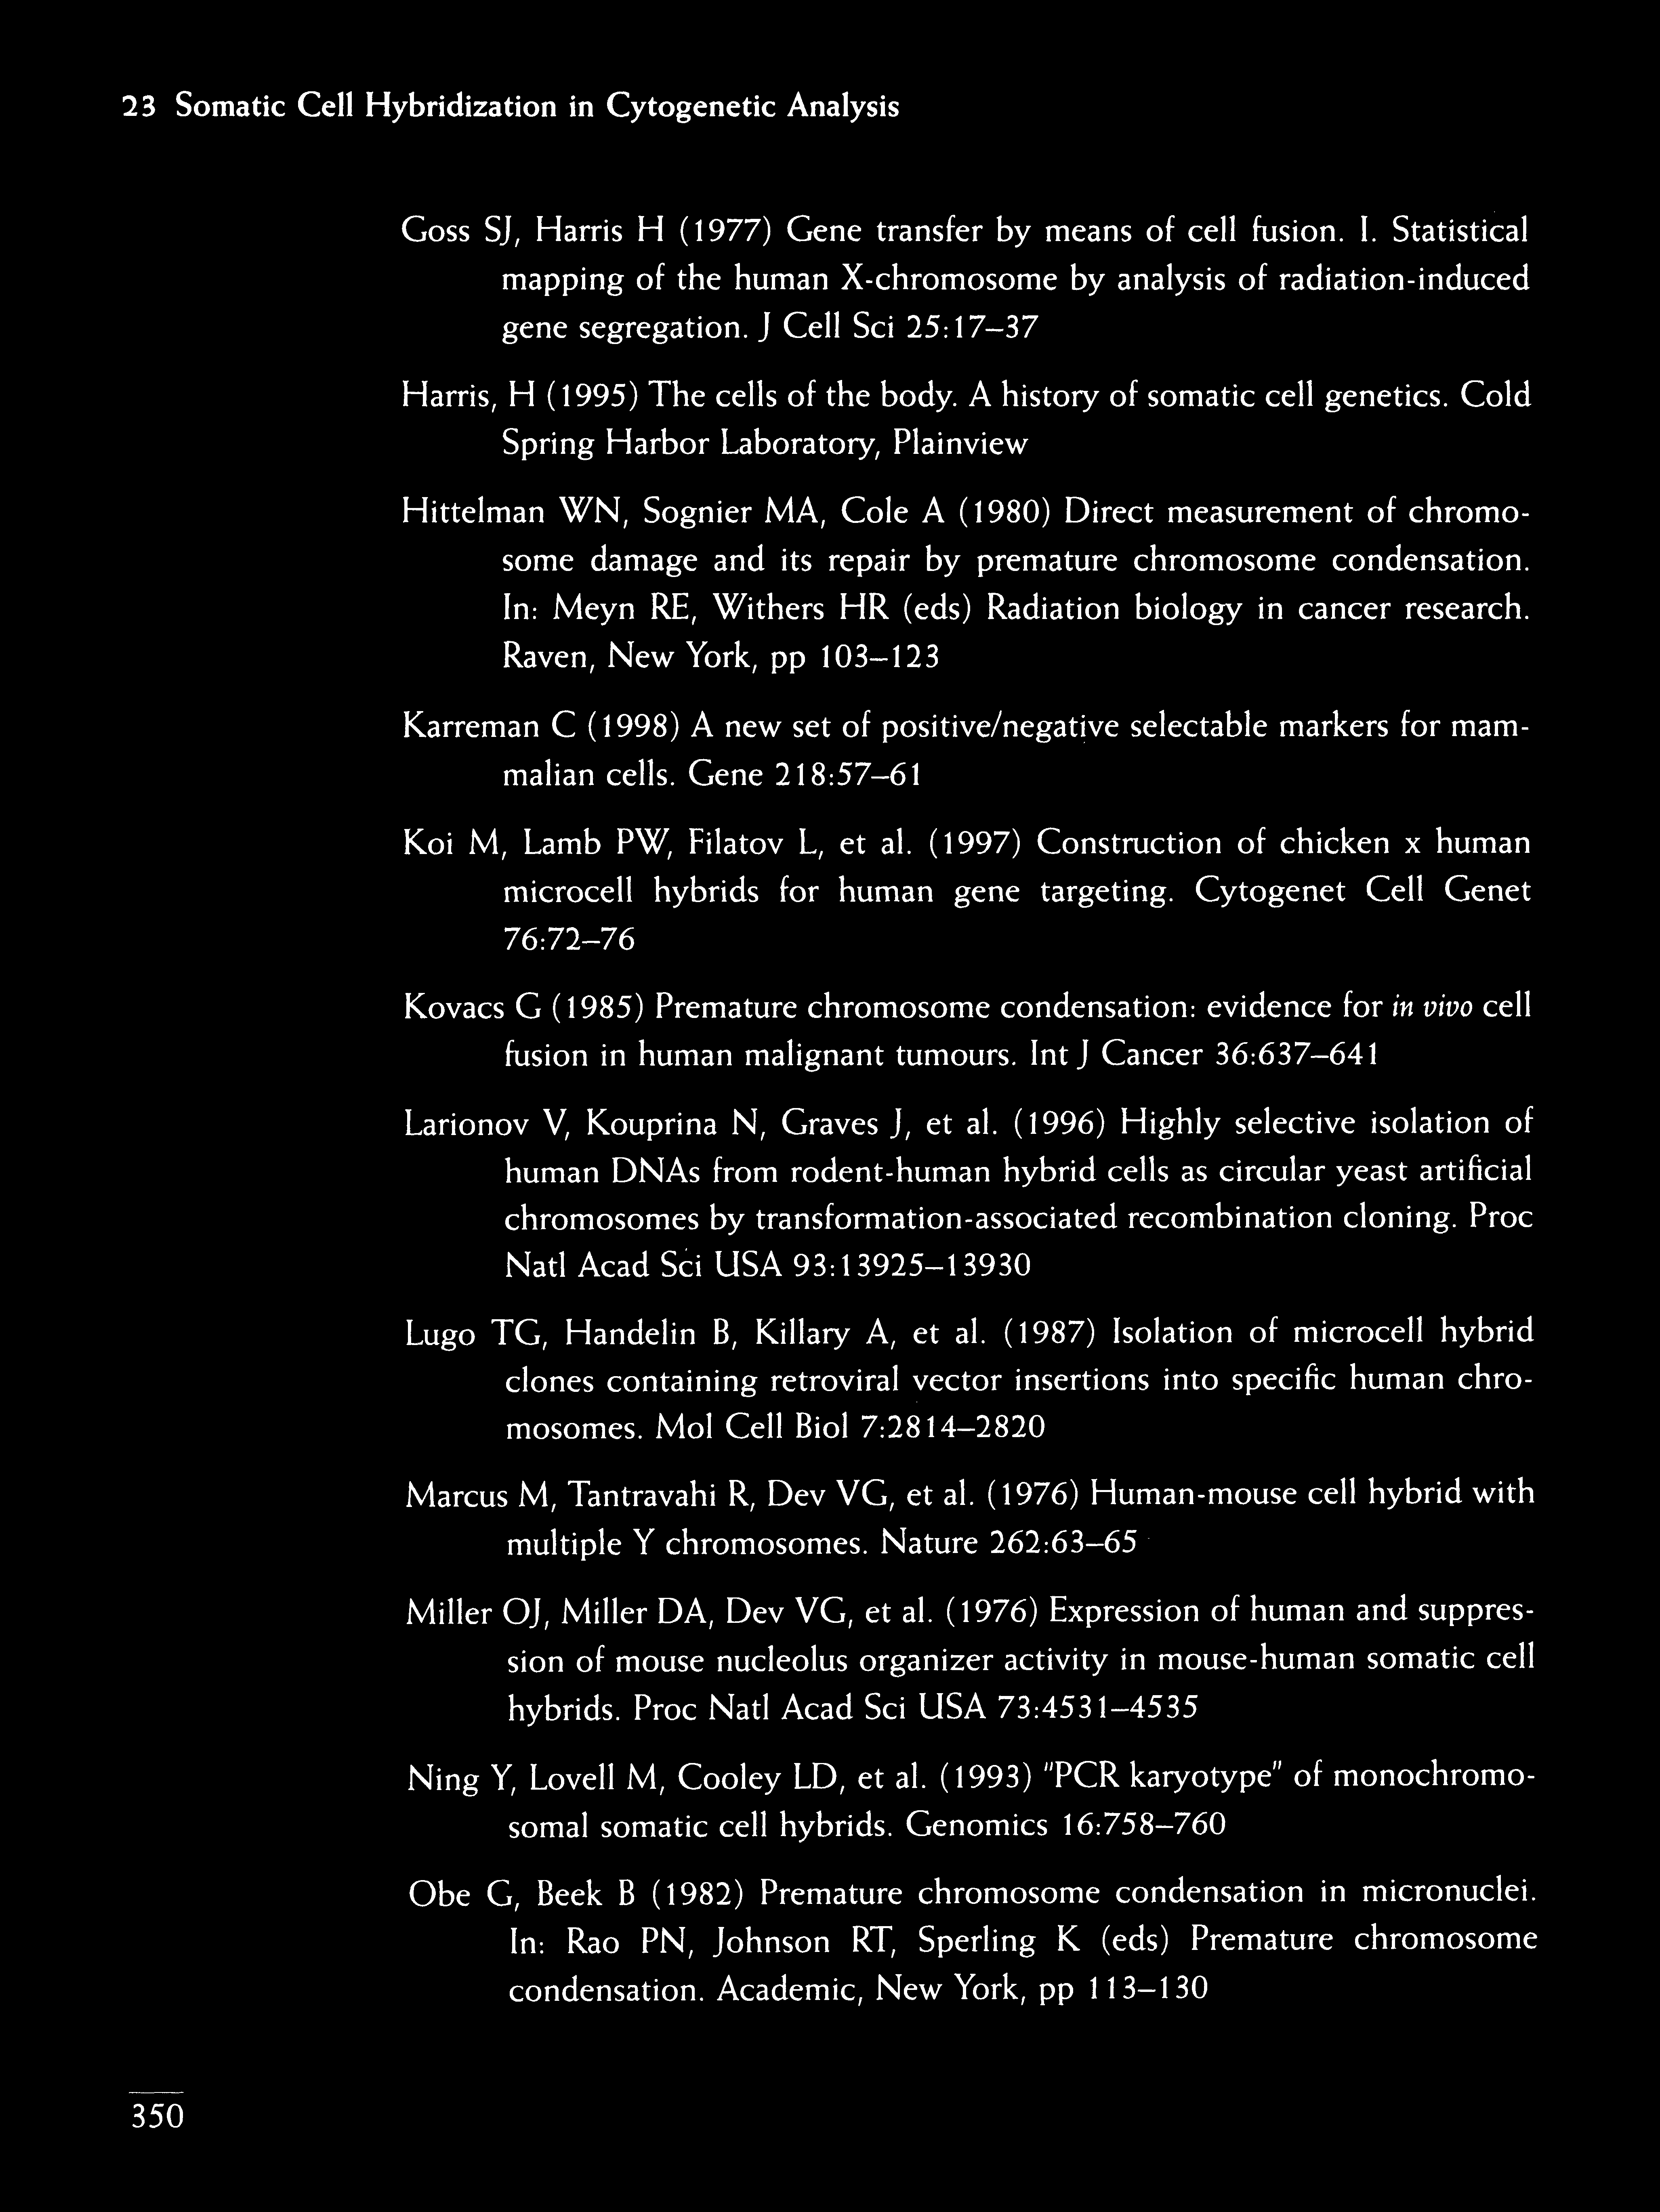 23 Somatic Cell Hybridization in Cytogenetic Analysis
Goss SJ, Harris H (1977) Gene transfer by means of cell fusion. I. Statistical
mapping of the human X-chromosome by analysis of radiation-induced
gene segregation. J Cell Sci 25:17–37
Harris, H (1995) The cells of the body. A history of somatic cell genetics. Cold
Spring Harbor Laboratory, Plainview
Hittelman WN, Sognier MA, Cole A (1980) Direct measurement of chromo-
some damage and its repair by premature chromosome condensation.
In: Meyn RE, Withers HR (eds) Radiation biology in cancer research.
Raven, New York, pp 103–123
Karreman C (1998) A new set of positive/negative selectable markers for mam-
malian cells. Gene 218:57–61
Koi M, Lamb PW, Filatov L, et al. (1997) Construction of chicken x human
microcell hybrids for human gene targeting. Cytogenet Cell Genet
76:72–76
Kovacs G (1985) Premature chromosome condensation: evidence for in vivo cell
fusion in human malignant tumours. Int J Cancer 36:637–641
Larionov V, Kouprina N, Graves J, et al. (1996) Highly selective isolation of
human DNAs from rodent-human hybrid cells as circular yeast artificial
chromosomes by transformation-associated recombination cloning. Proc
Natl Acad Sci USA 93:13925–13930
Lugo TG, Handelin B, Killary A, et al. (1987) Isolation of microcell hybrid
clones containing retroviral vector insertions into specific human chro-
mosomes. Mol Cell Biol 7:2814–2820
Marcus M, Tantravahi R, Dev VG, et al. (1976) Human-mouse cell hybrid with
multiple Y chromosomes. Nature 262:63–65
Miller OJ, Miller DA, Dev VG, et al. (1976) Expression of human and suppres-
sion of mouse nucleolus organizer activity in mouse-human somatic cell
hybrids. Proc Natl Acad Sci USA 73:4531–4535
Ning Y, Lovell M, Cooley LD, et al. (1993) "PCR karyotype" of monochromo-
somal somatic cell hybrids. Genomics 16:758–760
Obe G, Beek B (1982) Premature chromosome condensation in micronuclei.
In: Rao PN, Johnson RT, Sperling K (eds) Premature chromosome
condensation. Academic, New York, pp 113–130
350